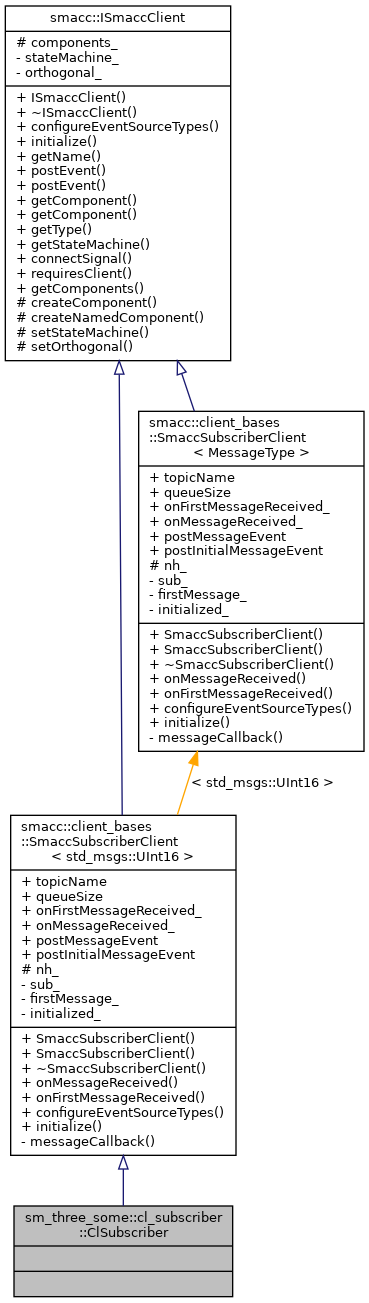 smacc::ISmaccClient
# components_
- stateMachine_
- orthogonal_
+ ISmaccClient()
+ ~ISmaccClient()
+ configureEventSourceTypes()
+ initialize()
+ getName()
+ postEvent()
+ postEvent()
+ getComponent()
+ getComponent()
+ getType()
+ getStateMachine()
+ connectSignal()
+ requiresClient()
+ getComponents()
# createComponent()
# createNamedComponent()
# setStateMachine()
# setOrthogonal()
smacc::client_bases
::SmaccSubscriberClient
< MessageType >
+ topicName
+ queueSize
+ onFirstMessageReceived_
+ onMessageReceived_
+ postMessageEvent
+ postInitialMessageEvent
# nh_
- sub_
- firstMessage_
- initialized_
+ SmaccSubscriberClient()
+ SmaccSubscriberClient()
+ ~SmaccSubscriberClient()
+ onMessageReceived()
+ onFirstMessageReceived()
+ configureEventSourceTypes()
+ initialize()
- messageCallback()
< std_msgs::UInt16 >
smacc::client_bases
::SmaccSubscriberClient
< std_msgs::UInt16 >
+ topicName
+ queueSize
+ onFirstMessageReceived_
+ onMessageReceived_
+ postMessageEvent
+ postInitialMessageEvent
# nh_
- sub_
- firstMessage_
- initialized_
+ SmaccSubscriberClient()
+ SmaccSubscriberClient()
+ ~SmaccSubscriberClient()
+ onMessageReceived()
+ onFirstMessageReceived()
+ configureEventSourceTypes()
+ initialize()
- messageCallback()
sm_three_some::cl_subscriber
::ClSubscriber